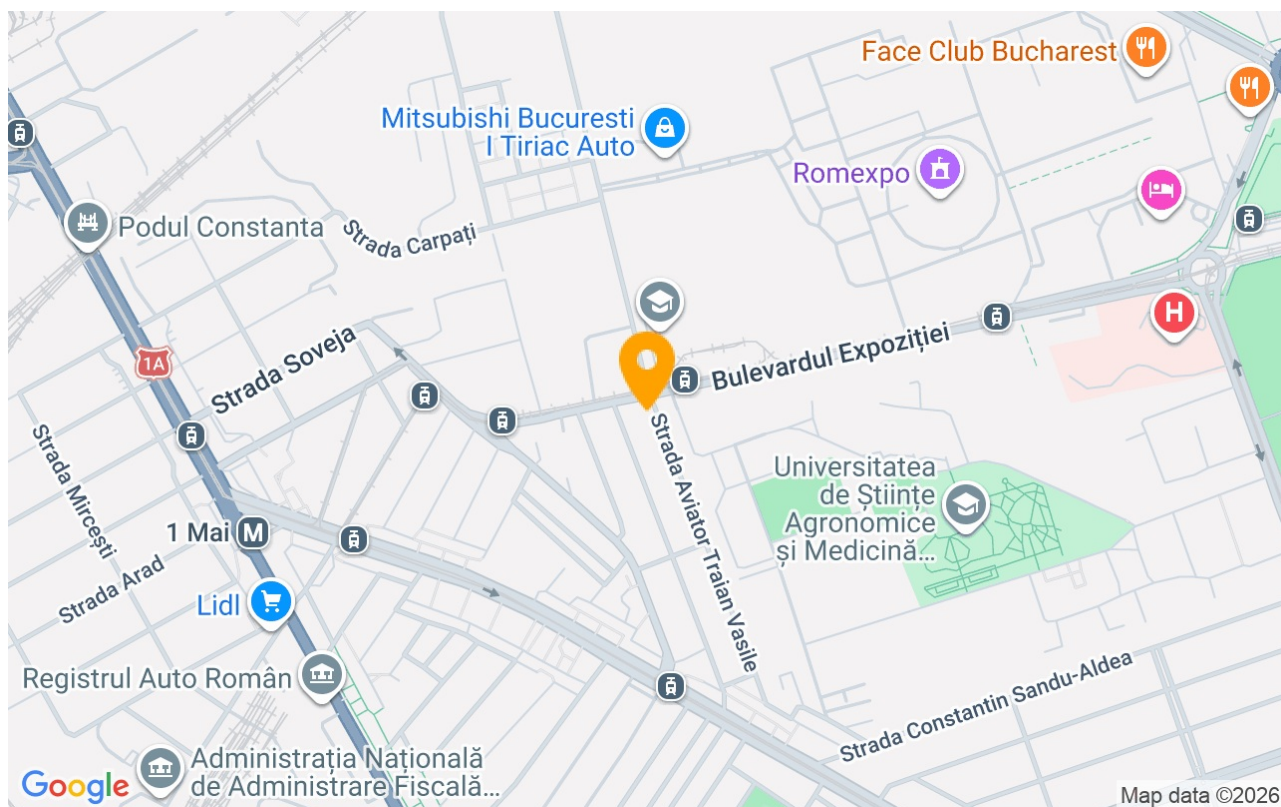 Face Club Bucharest
Mitsubishi Bucuresti
I Tiriac Auto
Romexpo
Podul Constanta
Strada Carpați
H
Bulevardul Expoziției
Strada Soveja
1A
Strada Mircești
Strada Aviator Traian Vasile
Universitatea
de Științe
Agronomice
și Medicină...
1 Mai M
Strada Arad
Lidl
Registrul Auto Român
Strada Constantin Sandu-Aldea
Administrația Națională
de Administrare Fiscală...
Google
Map data ©2026